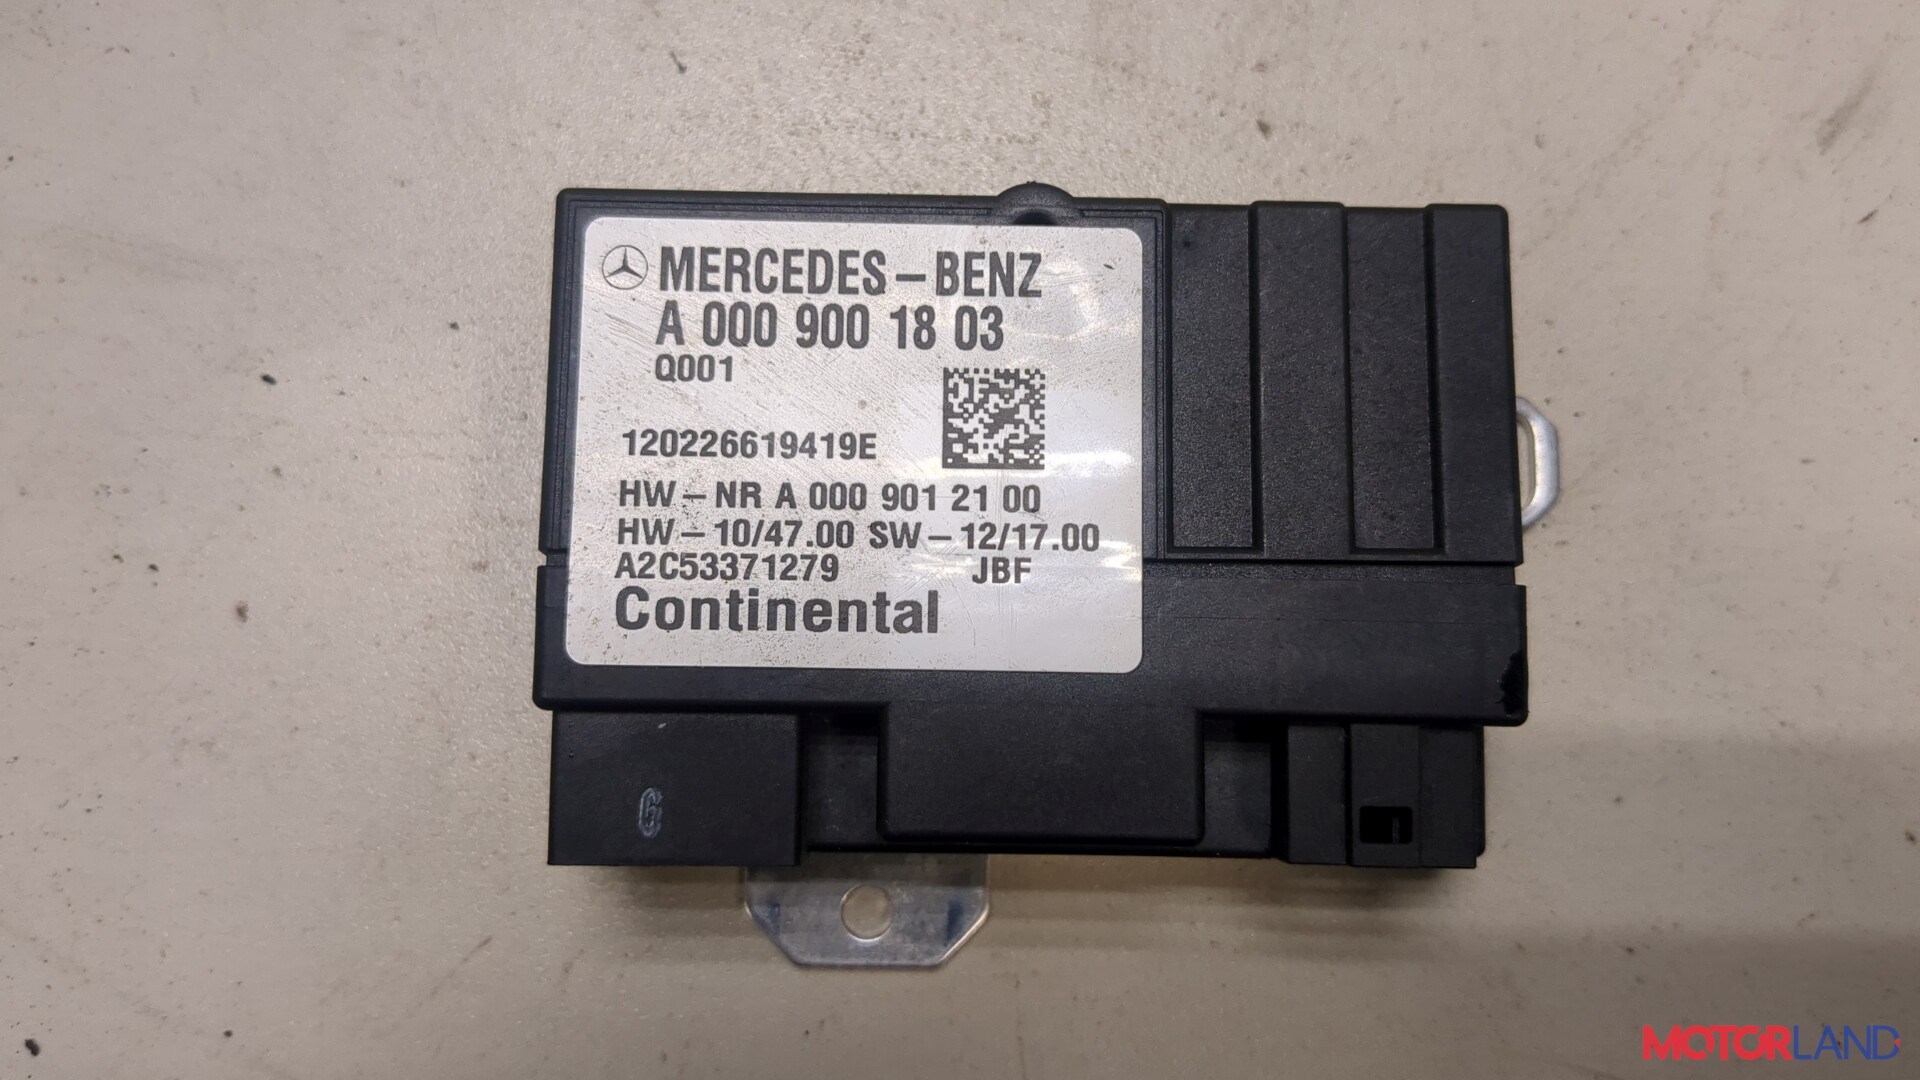 MERCEDES-BENZ
A 000 900 18 03
Q001
120226619419E
HW-NR A 000 901 21 00
HW-10/47.00 SW-12/17.00
A2C53371279 JBF
Continental
G
MOTORLAND